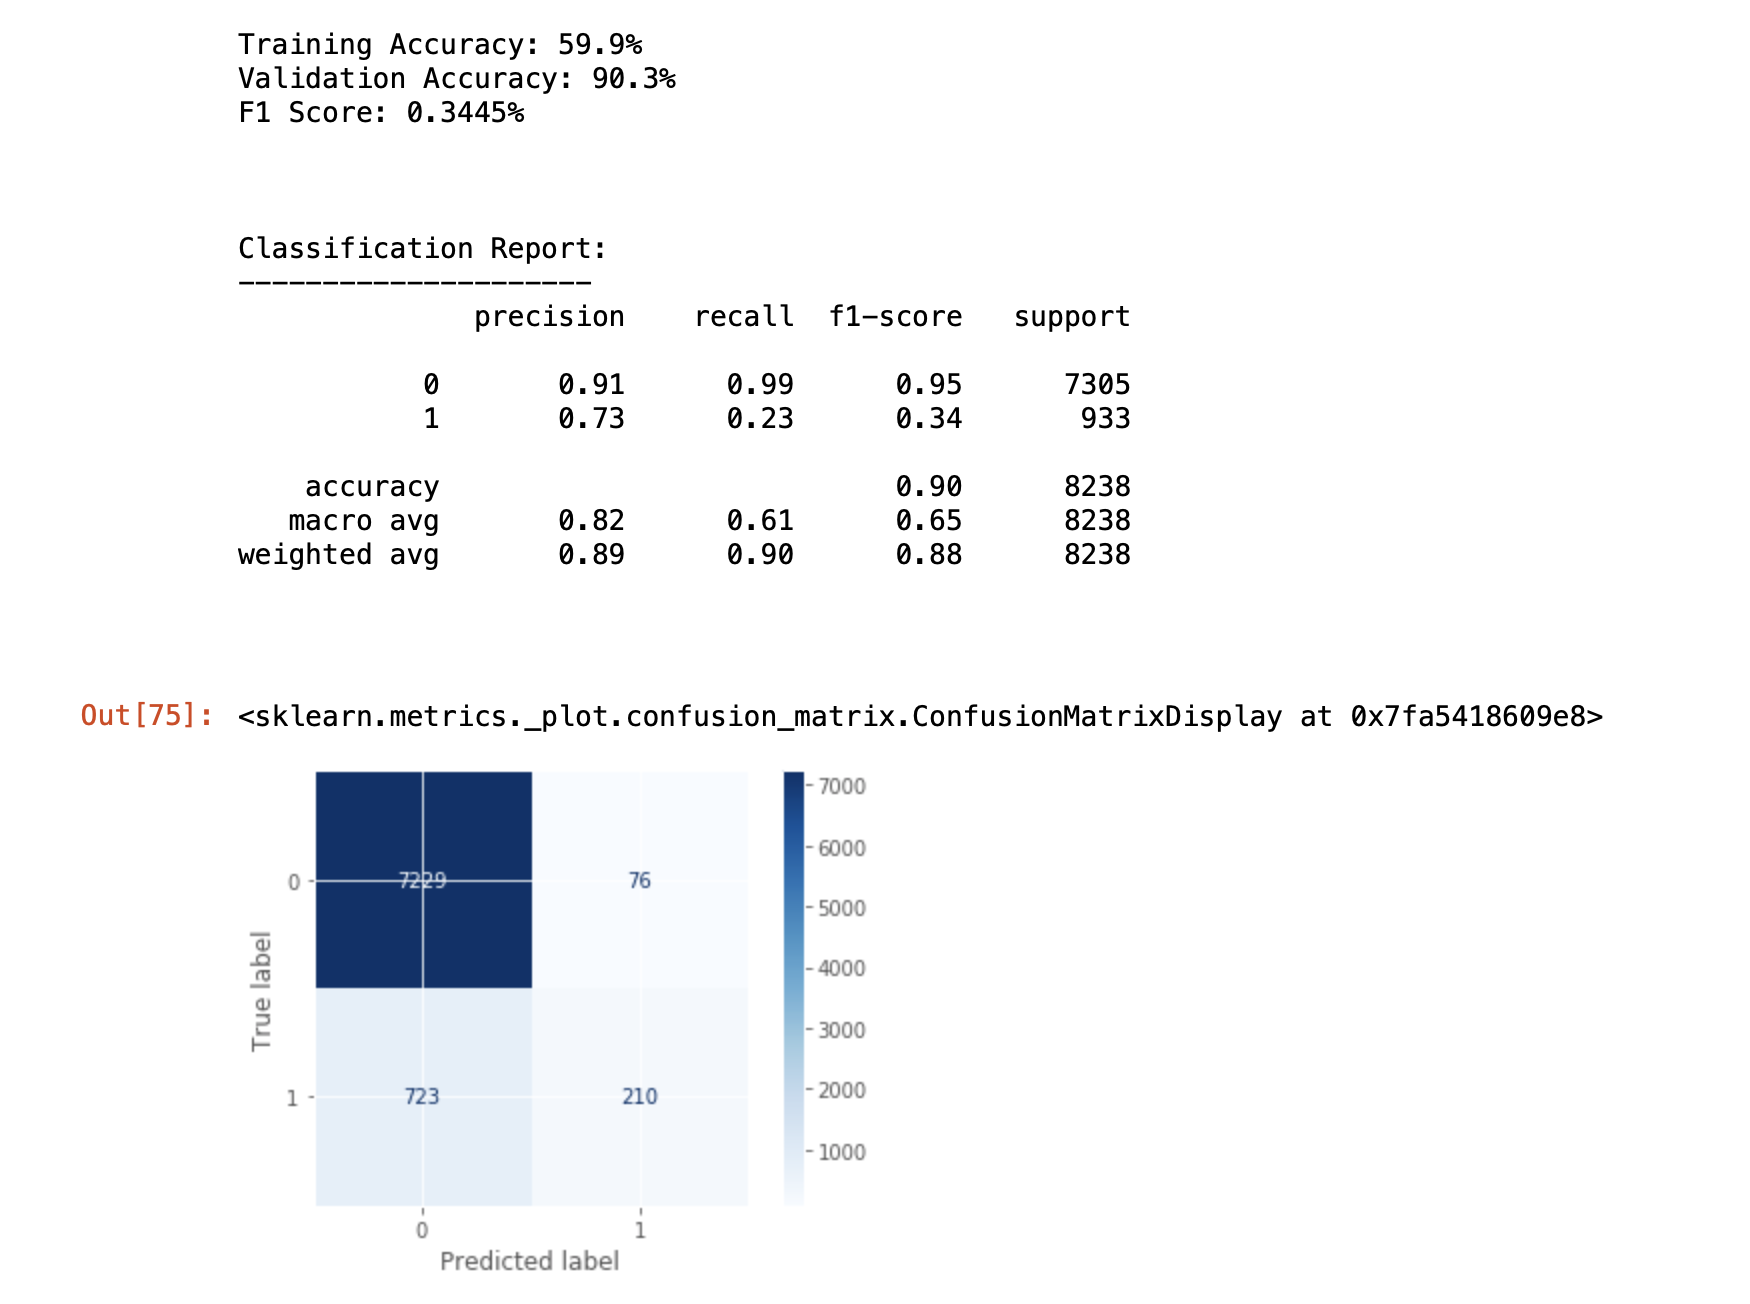 Training Accuracy: 59.9%
Validation Accuracy: 90.3%
F1 Score: 0.3445%
Classification Report:
---------------------
precision recall f1-score support
0 0.91 0.99 0.95 7305
1 0.73 0.23 0.34 933
accuracy 0.90 8238
macro avg 0.82 0.61 0.65 8238
weighted avg 0.89 0.90 0.88 8238
Out[75]: <sklearn.metrics._plot.confusion_matrix.ConfusionMatrixDisplay at 0x7fa5418609e8>
True label
0
1
7229 76
723 210
0 1
Predicted label
7000
6000
5000
4000
3000
2000
1000